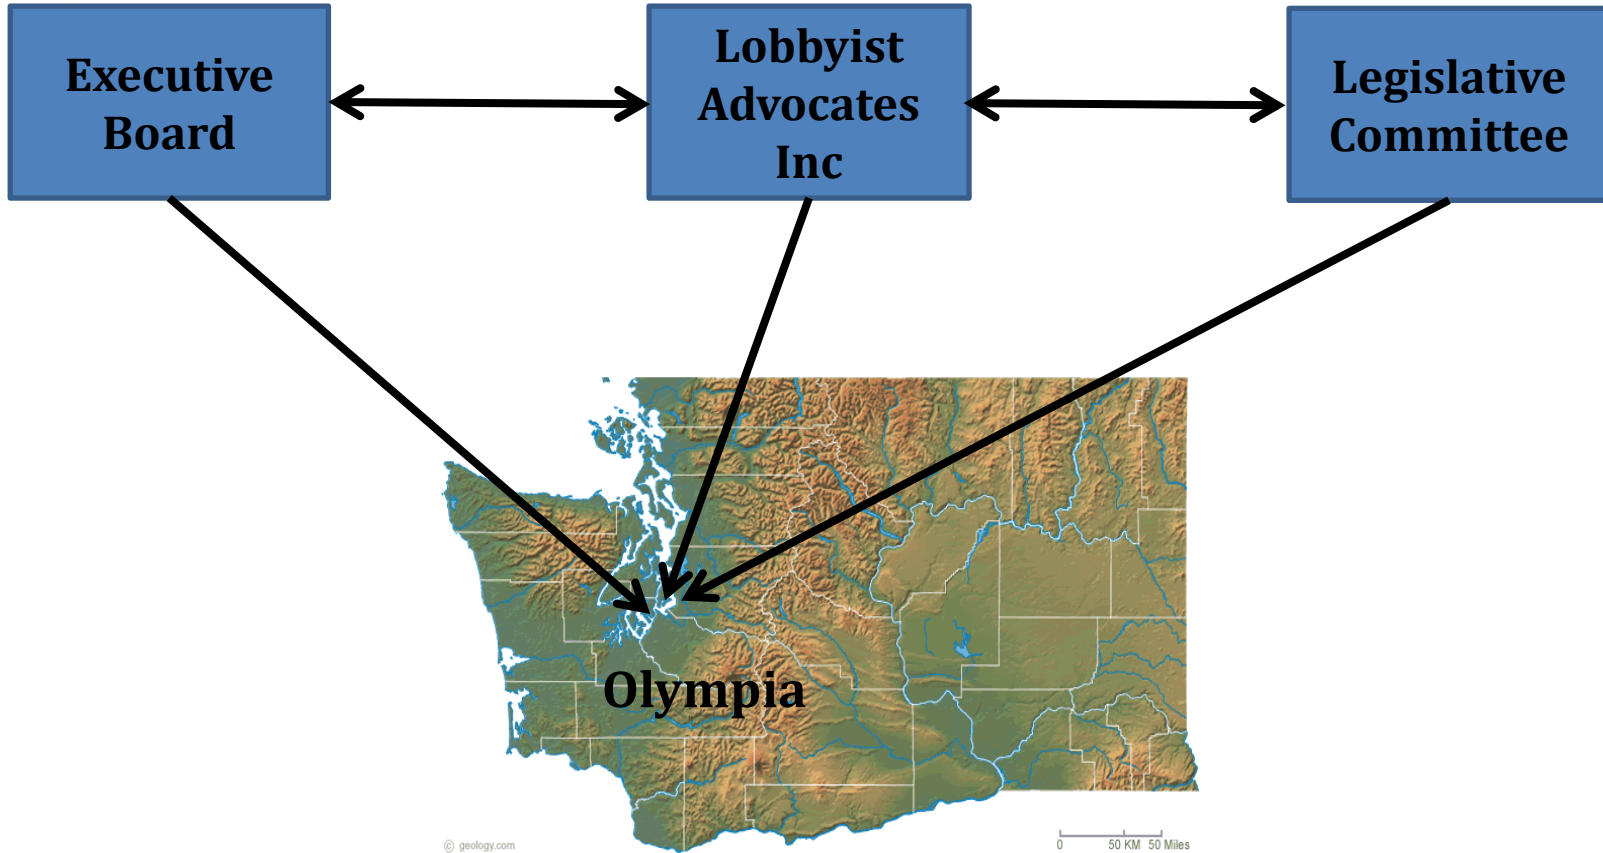 Executive
Board
Lobbyist
Advocates
Inc
Legislative
Committee
Olympia
© geology.com
0 50 KM 50 Miles